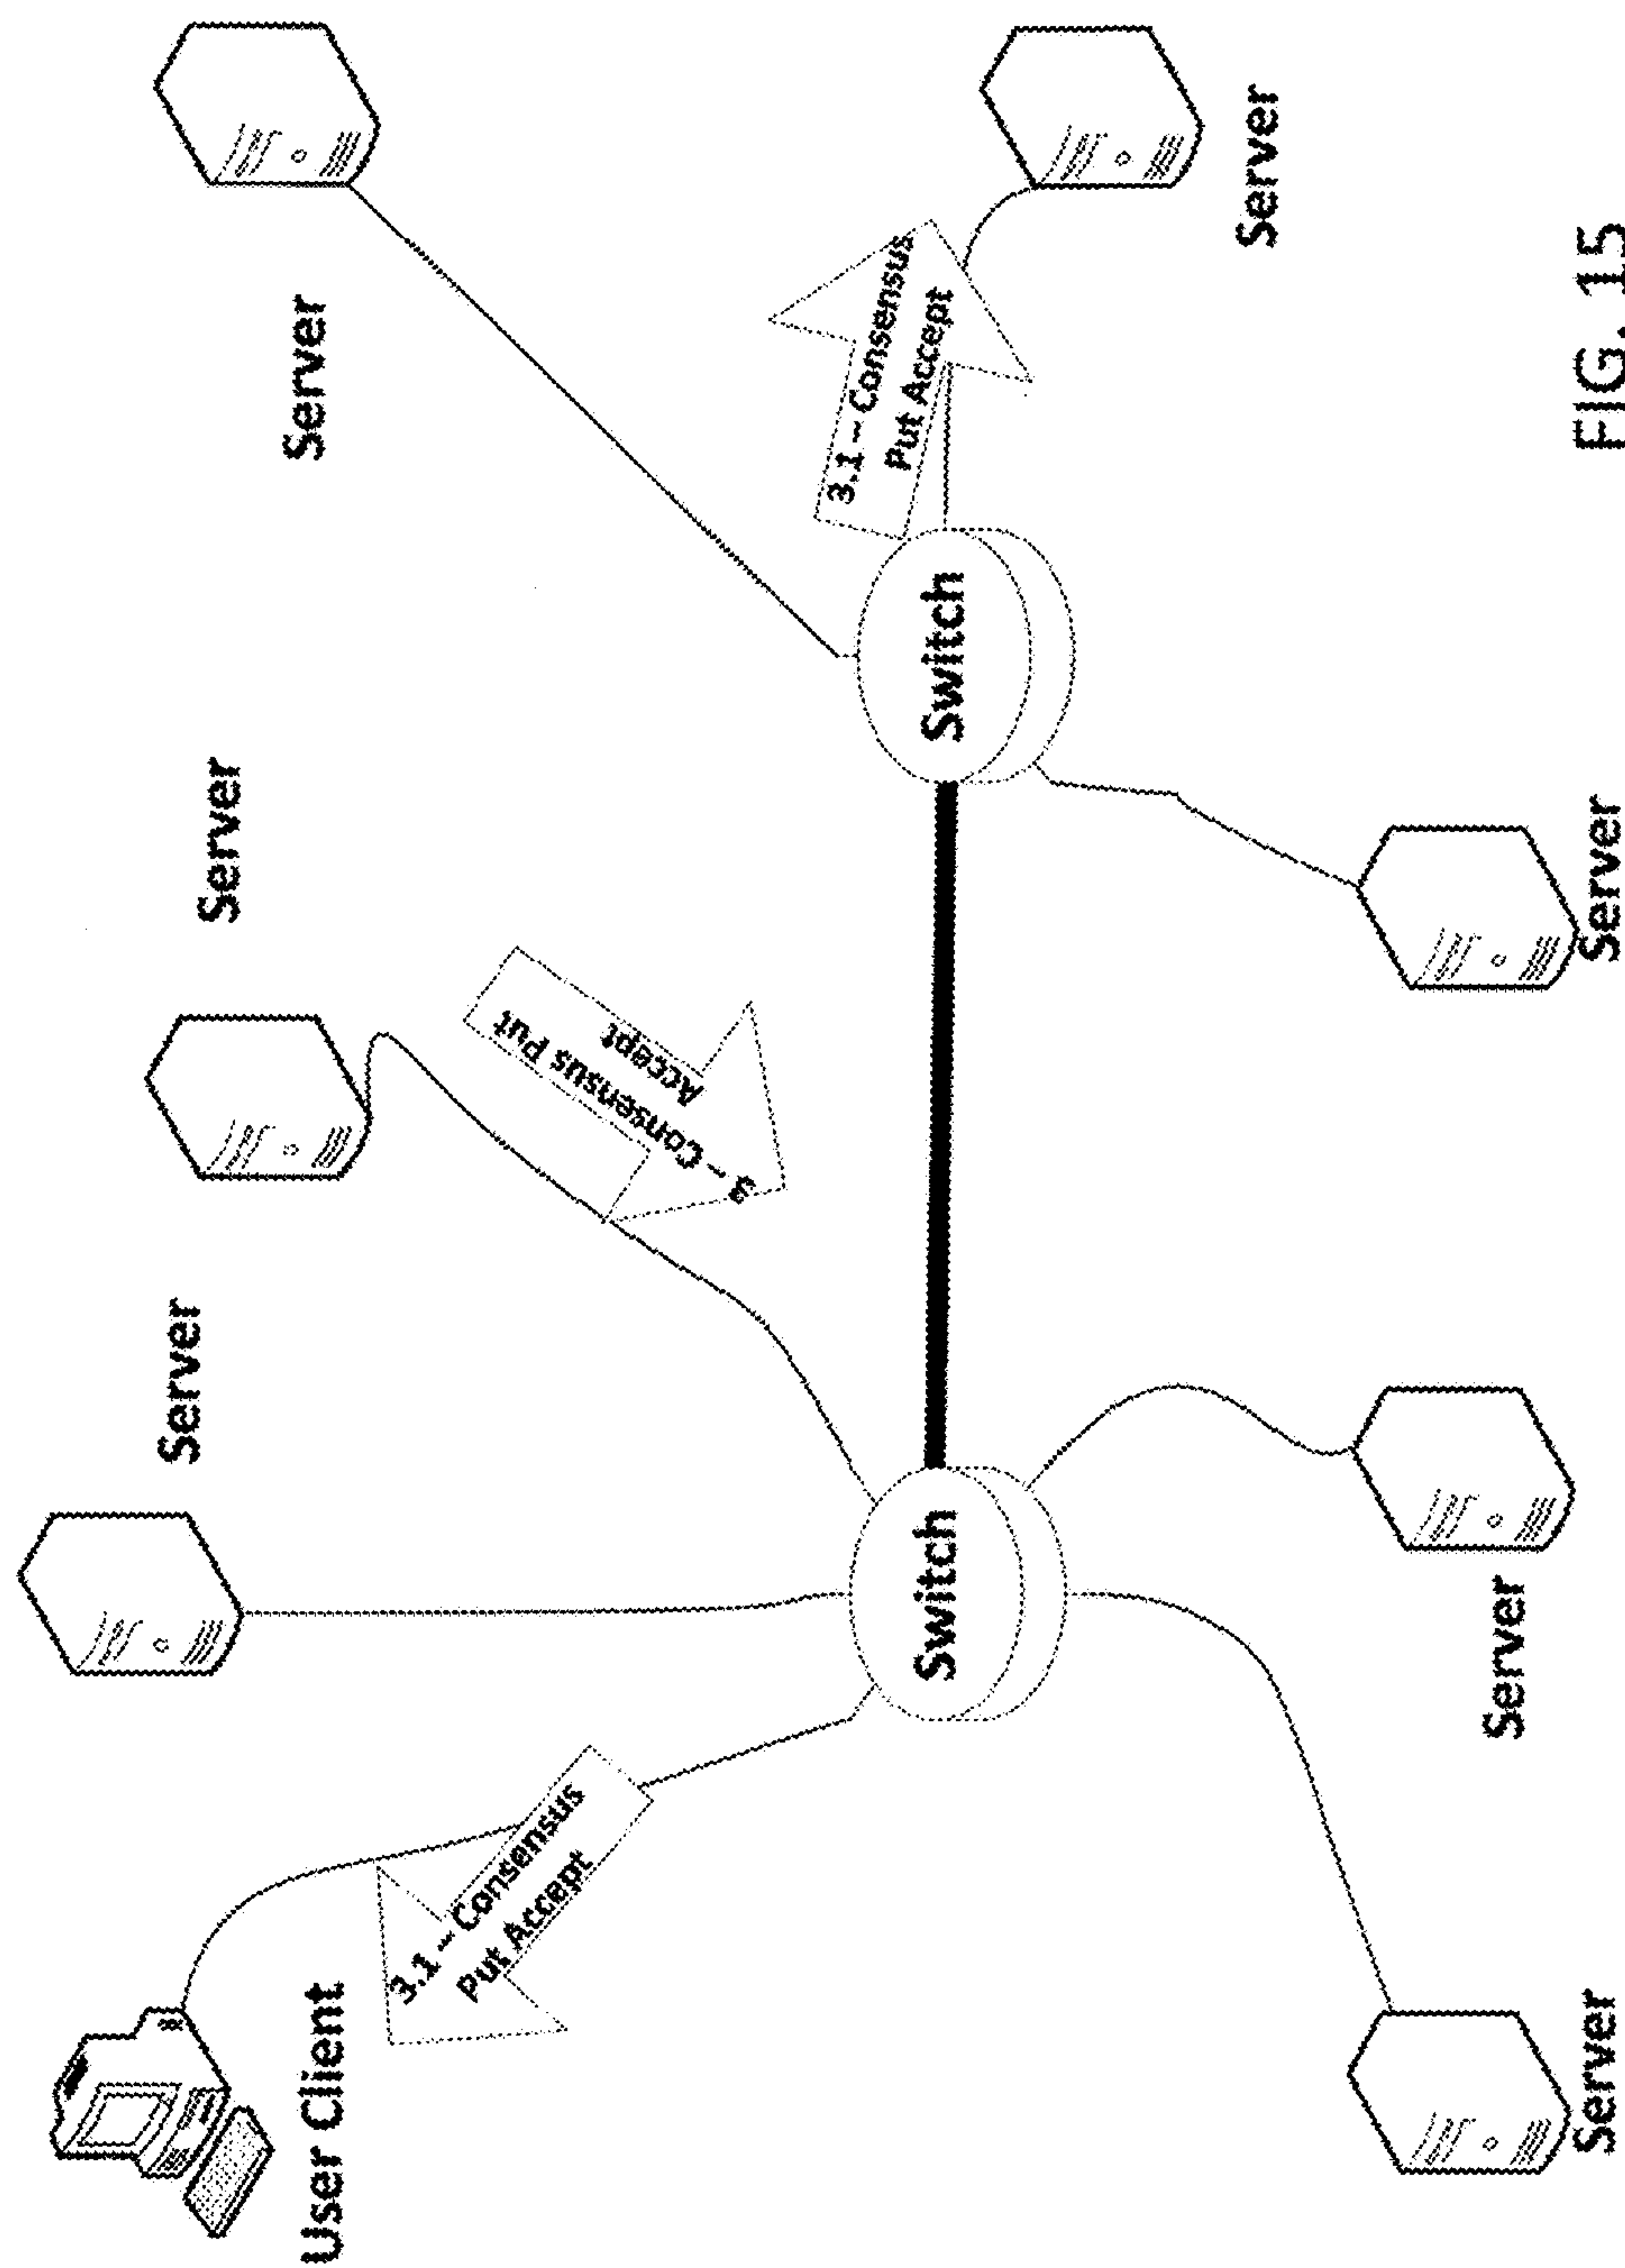 User Client
Server
Server
Server
3.1 – Consensus
Put Accept
3 – Consensus Put
Accept
3.1 – Consensus
Put Accept
Switch
Switch
Server
Server
Server
Server
FIG. 15